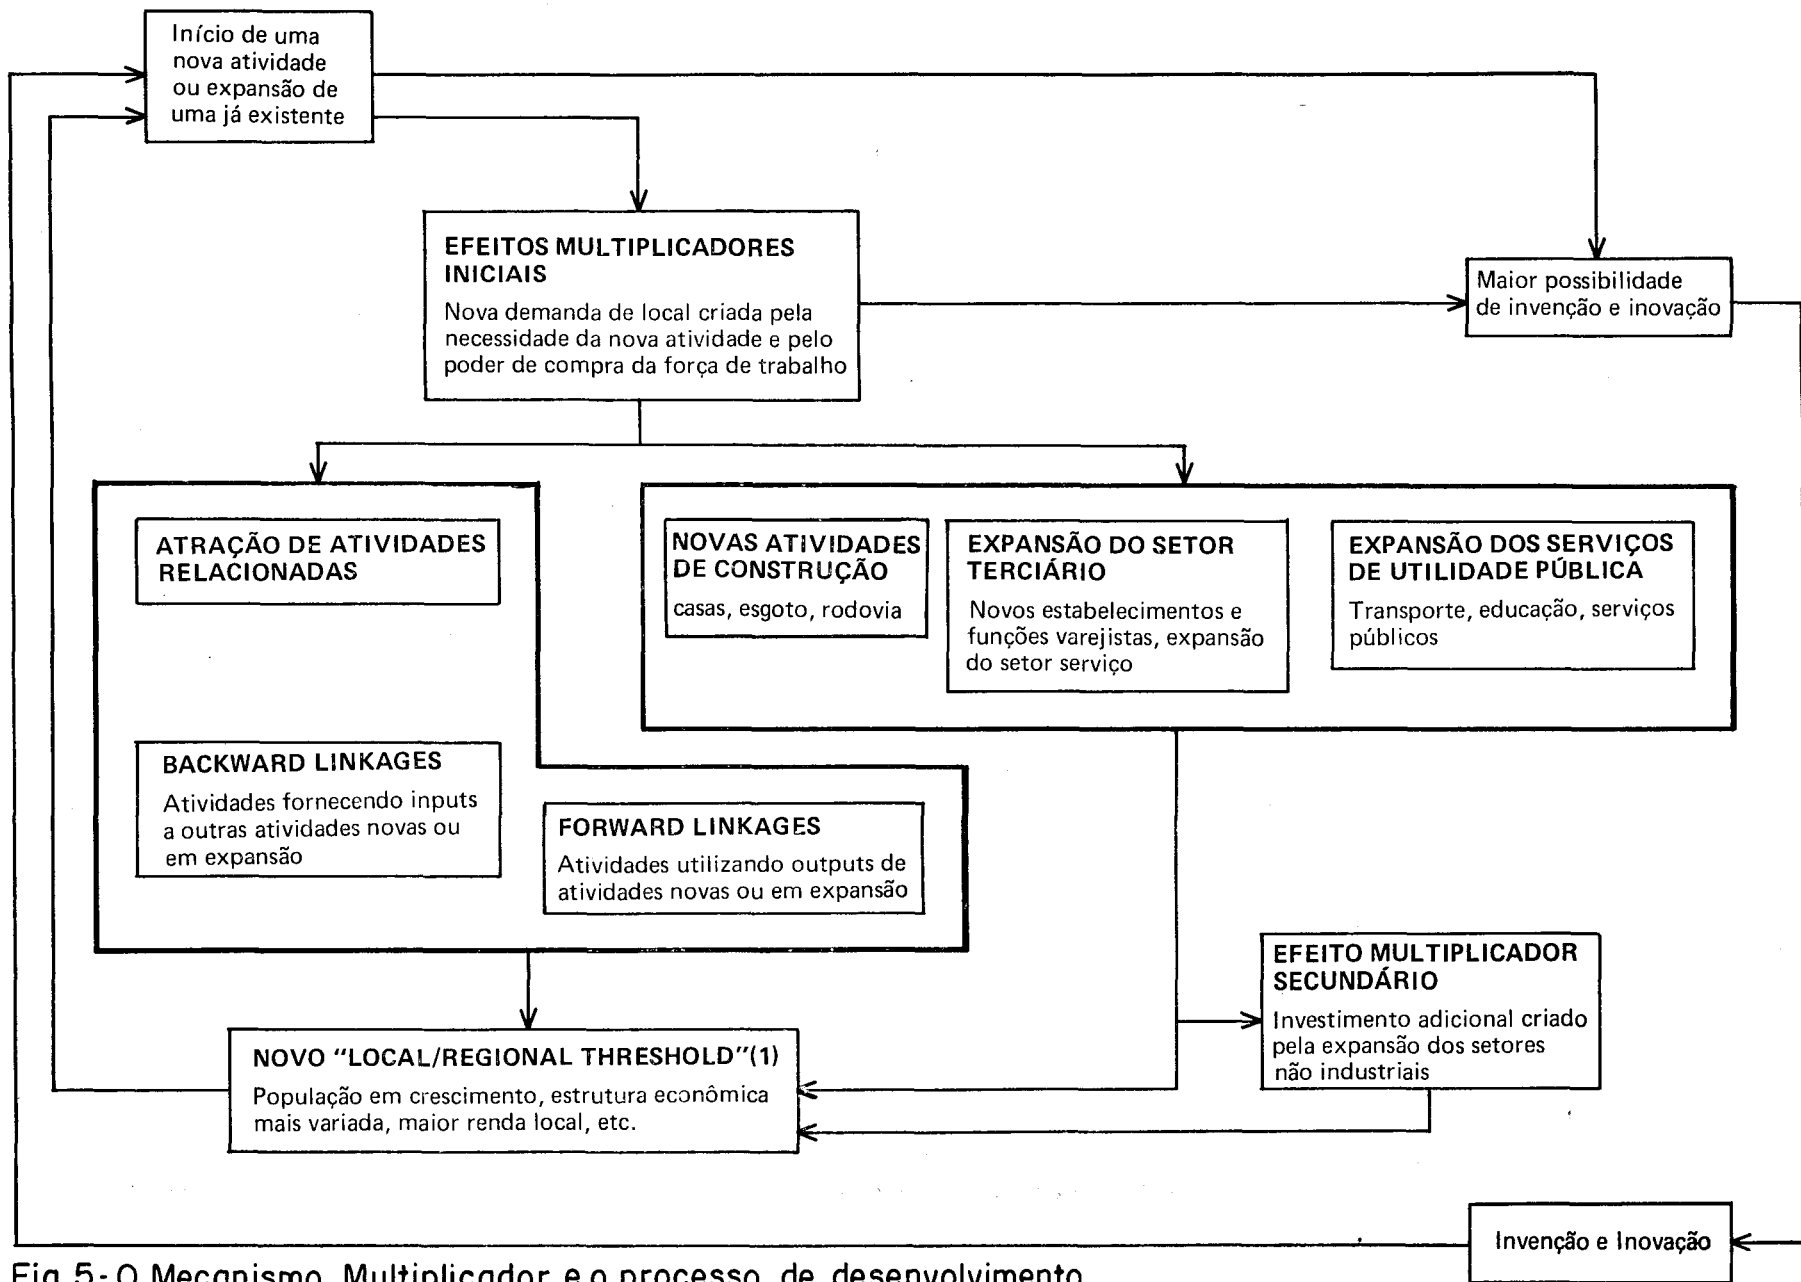 Início de uma
nova atividade
ou expansão de
uma já existente
EFEITOS MULTIPLICADORES
INICIAIS
Nova demanda de local criada pela
necessidade da nova atividade e pelo
poder de compra da força de trabalho
Maior possibilidade
de invenção e inovação
ATRAÇÃO DE ATIVIDADES
RELACIONADAS
NOVAS ATIVIDADES
DE CONSTRUÇÃO
casas, esgoto, rodovia
EXPANSÃO DO SETOR
TERCIÁRIO
Novos estabelecimentos e
funções varejistas, expansão
do setor serviço
EXPANSÃO DOS SERVIÇOS
DE UTILIDADE PÚBLICA
Transporte, educação, serviços
públicos
BACKWARD LINKAGES
Atividades fornecendo inputs
a outras atividades novas ou
em expansão
FORWARD LINKAGES
Atividades utilizando outputs de
atividades novas ou em expansão
EFEITO MULTIPLICADOR
SECUNDÁRIO
Investimento adicional criado
pela expansão dos setores
não industriais
NOVO "LOCAL/REGIONAL THRESHOLD"(1)
População em crescimento, estrutura econômica
mais variada, maior renda local, etc.
Invenção e Inovação
Fig. 5- O Mecanismo Multiplicador e o processo de desenvolvimento